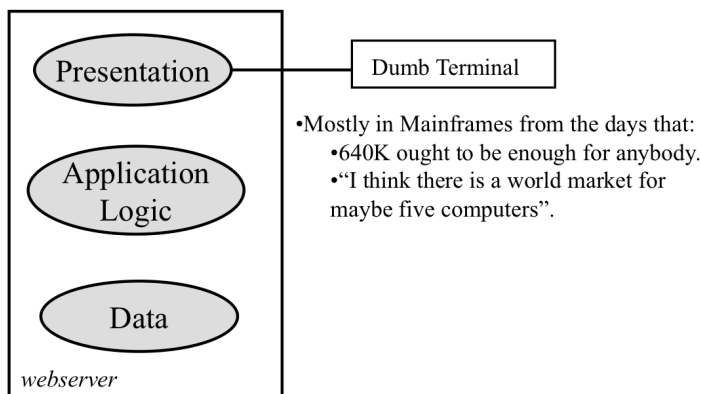 Presentation
Dumb Terminal
•Mostly in Mainframes from the days that:
•640K ought to be enough for anybody.
•“I think there is a world market for
maybe five computers”.
Application
Logic
Data
webserver